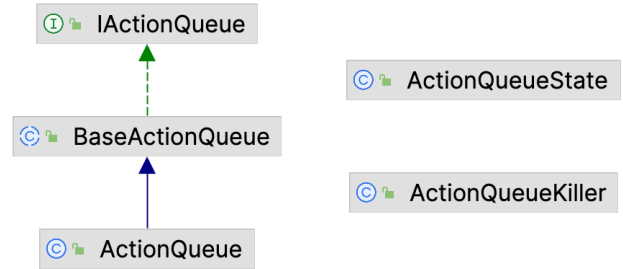 I IActionQueue
C BaseActionQueue
C ActionQueue
C ActionQueueState
C ActionQueueKiller